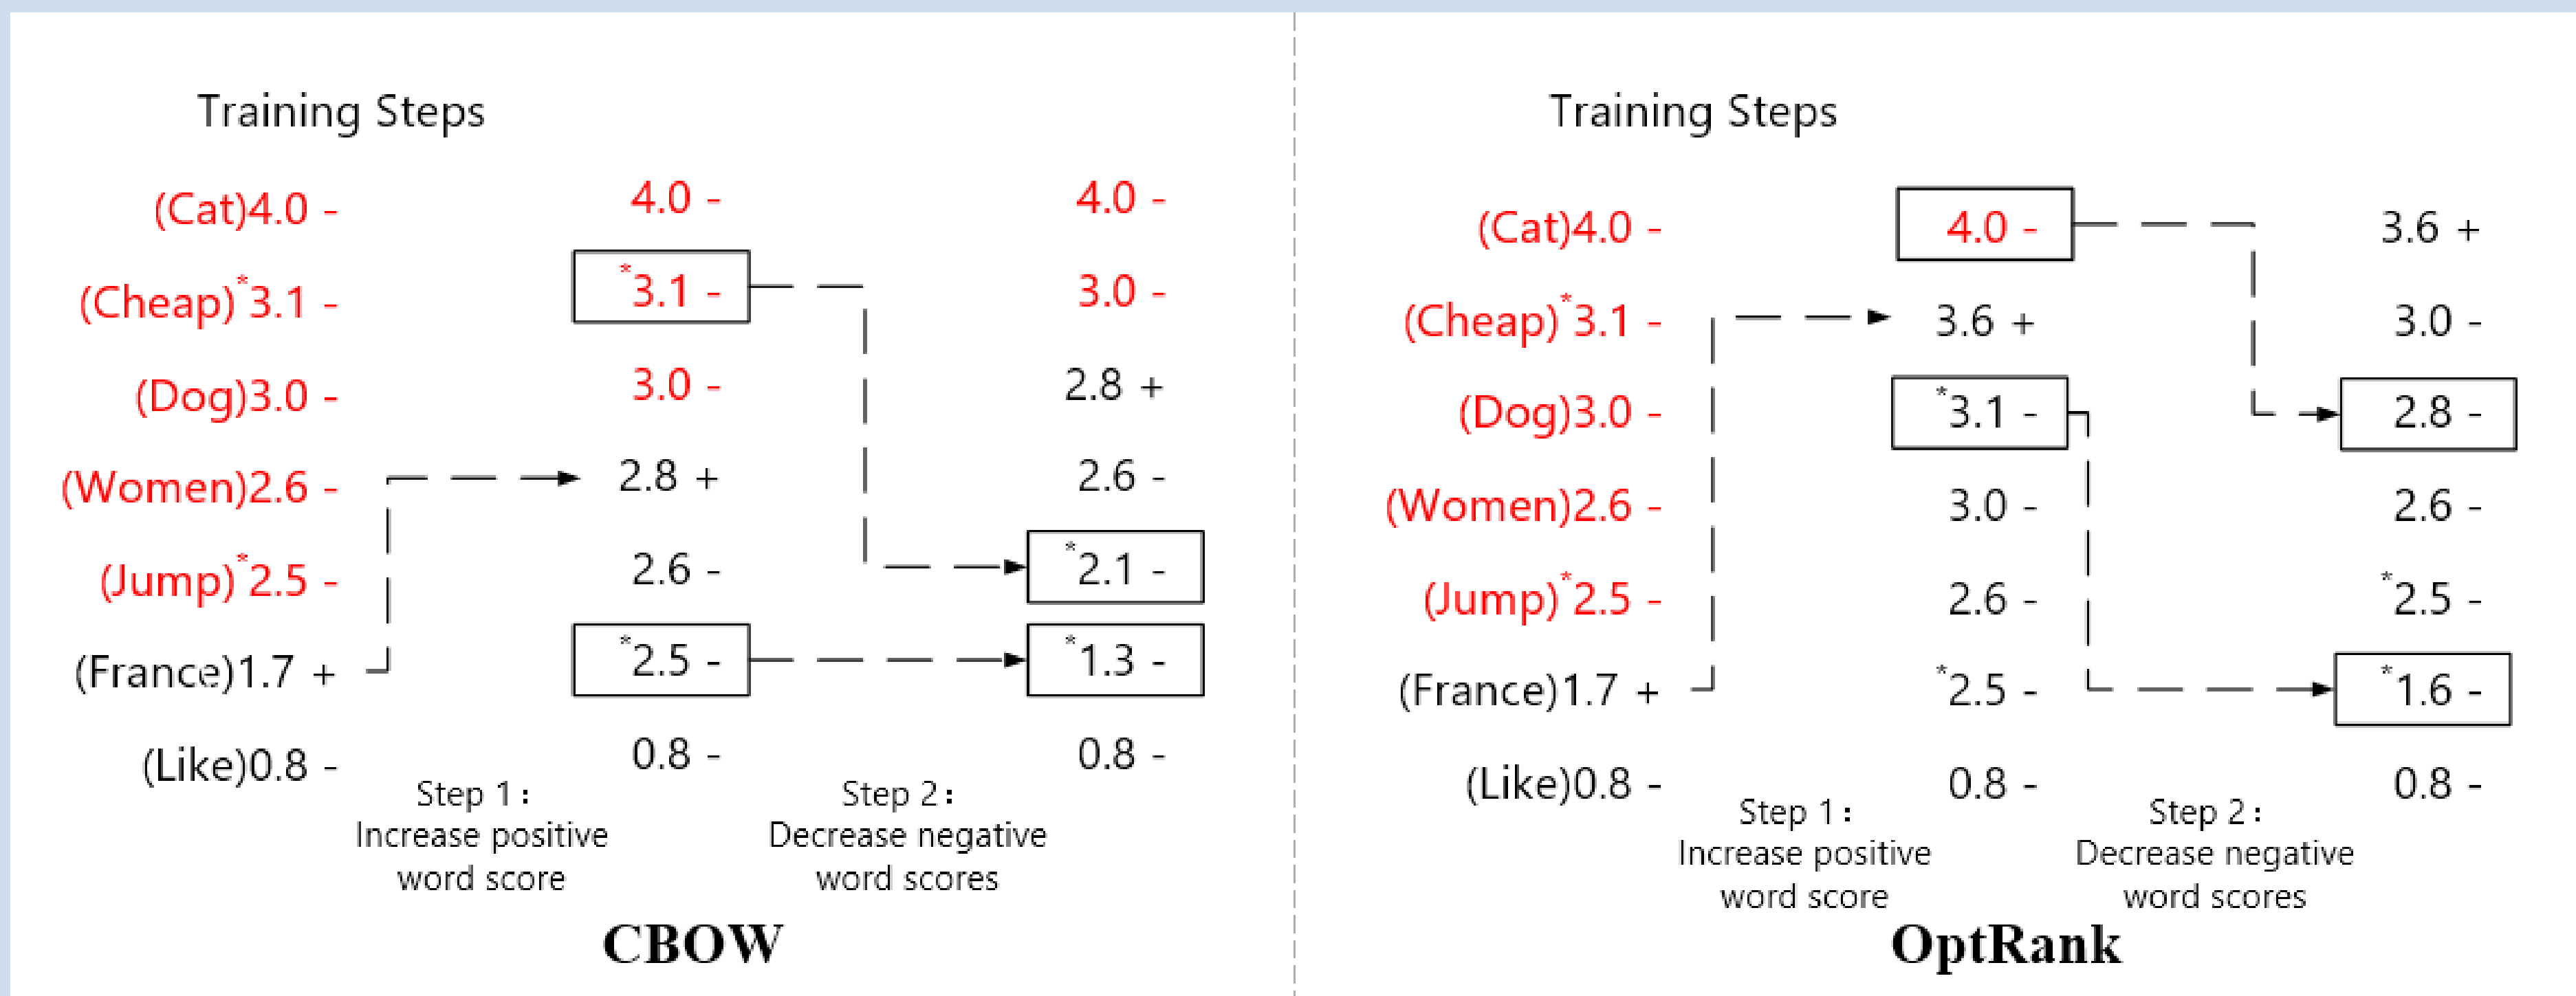 Training Steps
(Cat)4.0 - 4.0 - 4.0 -
(Cheap)*3.1 - *3.1 - 3.0 -
(Dog)3.0 - 3.0 - 2.8 +
(Women)2.6 - 2.8 + 2.6 -
(Jump)*2.5 - 2.6 - *2.1 -
(France)1.7 + *2.5 - *1.3 -
(Like)0.8 - 0.8 - 0.8 -
Step 1:
Increase positive
word score
Step 2:
Decrease negative
word scores
CBOW
Training Steps
(Cat)4.0 - 4.0 - 3.6 +
(Cheap)*3.1 - 3.6 + 3.0 -
(Dog)3.0 - *3.1 - 2.8 -
(Women)2.6 - 3.0 - 2.6 -
(Jump)*2.5 - 2.6 - *2.5 -
(France)1.7 + *2.5 - *1.6 -
(Like)0.8 - 0.8 - 0.8 -
Step 1:
Increase positive
word score
Step 2:
Decrease negative
word scores
OptRank